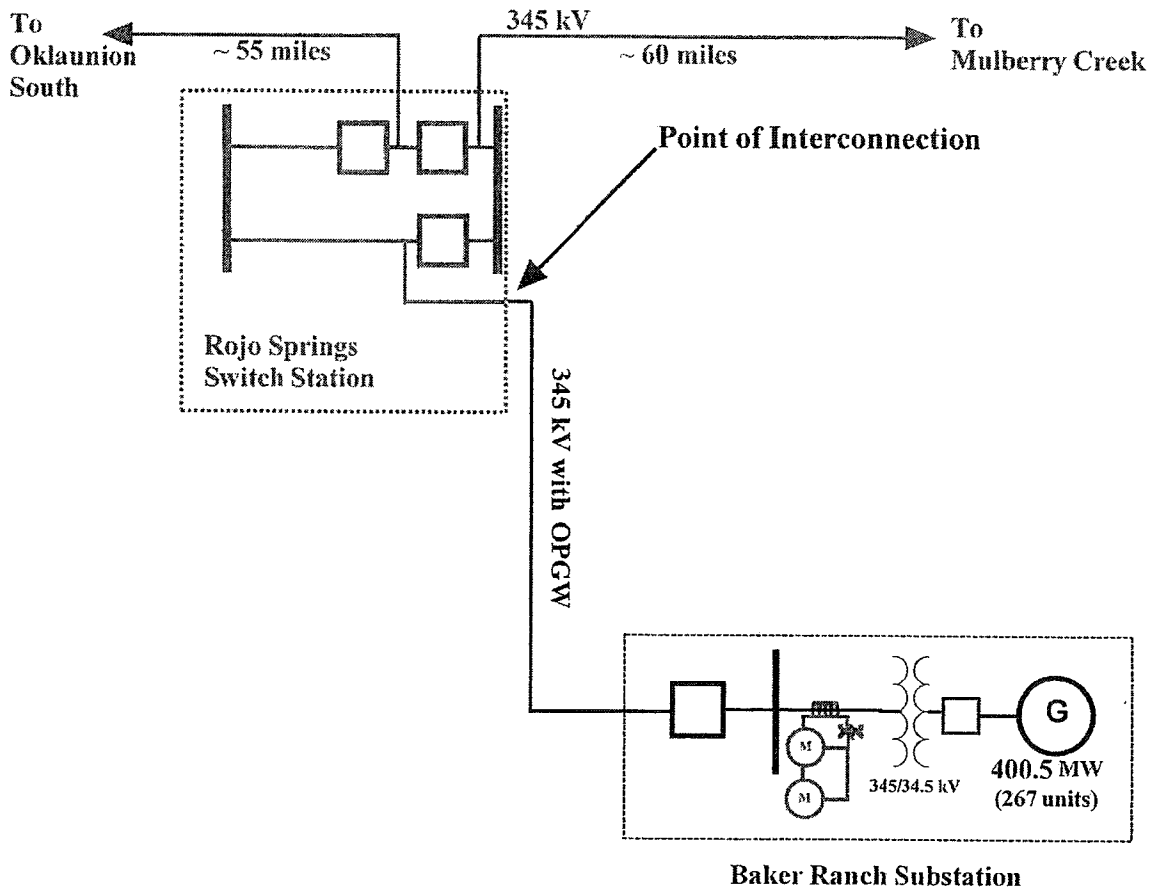 To
Oklaunion
South
~ 55 miles
345 kV
~ 60 miles
To
Mulberry Creek
Point of Interconnection
Rojo Springs
Switch Station
345 kV with OPGW
M
M
345/34.5 kV
G
400.5 MW
(267 units)
Baker Ranch Substation